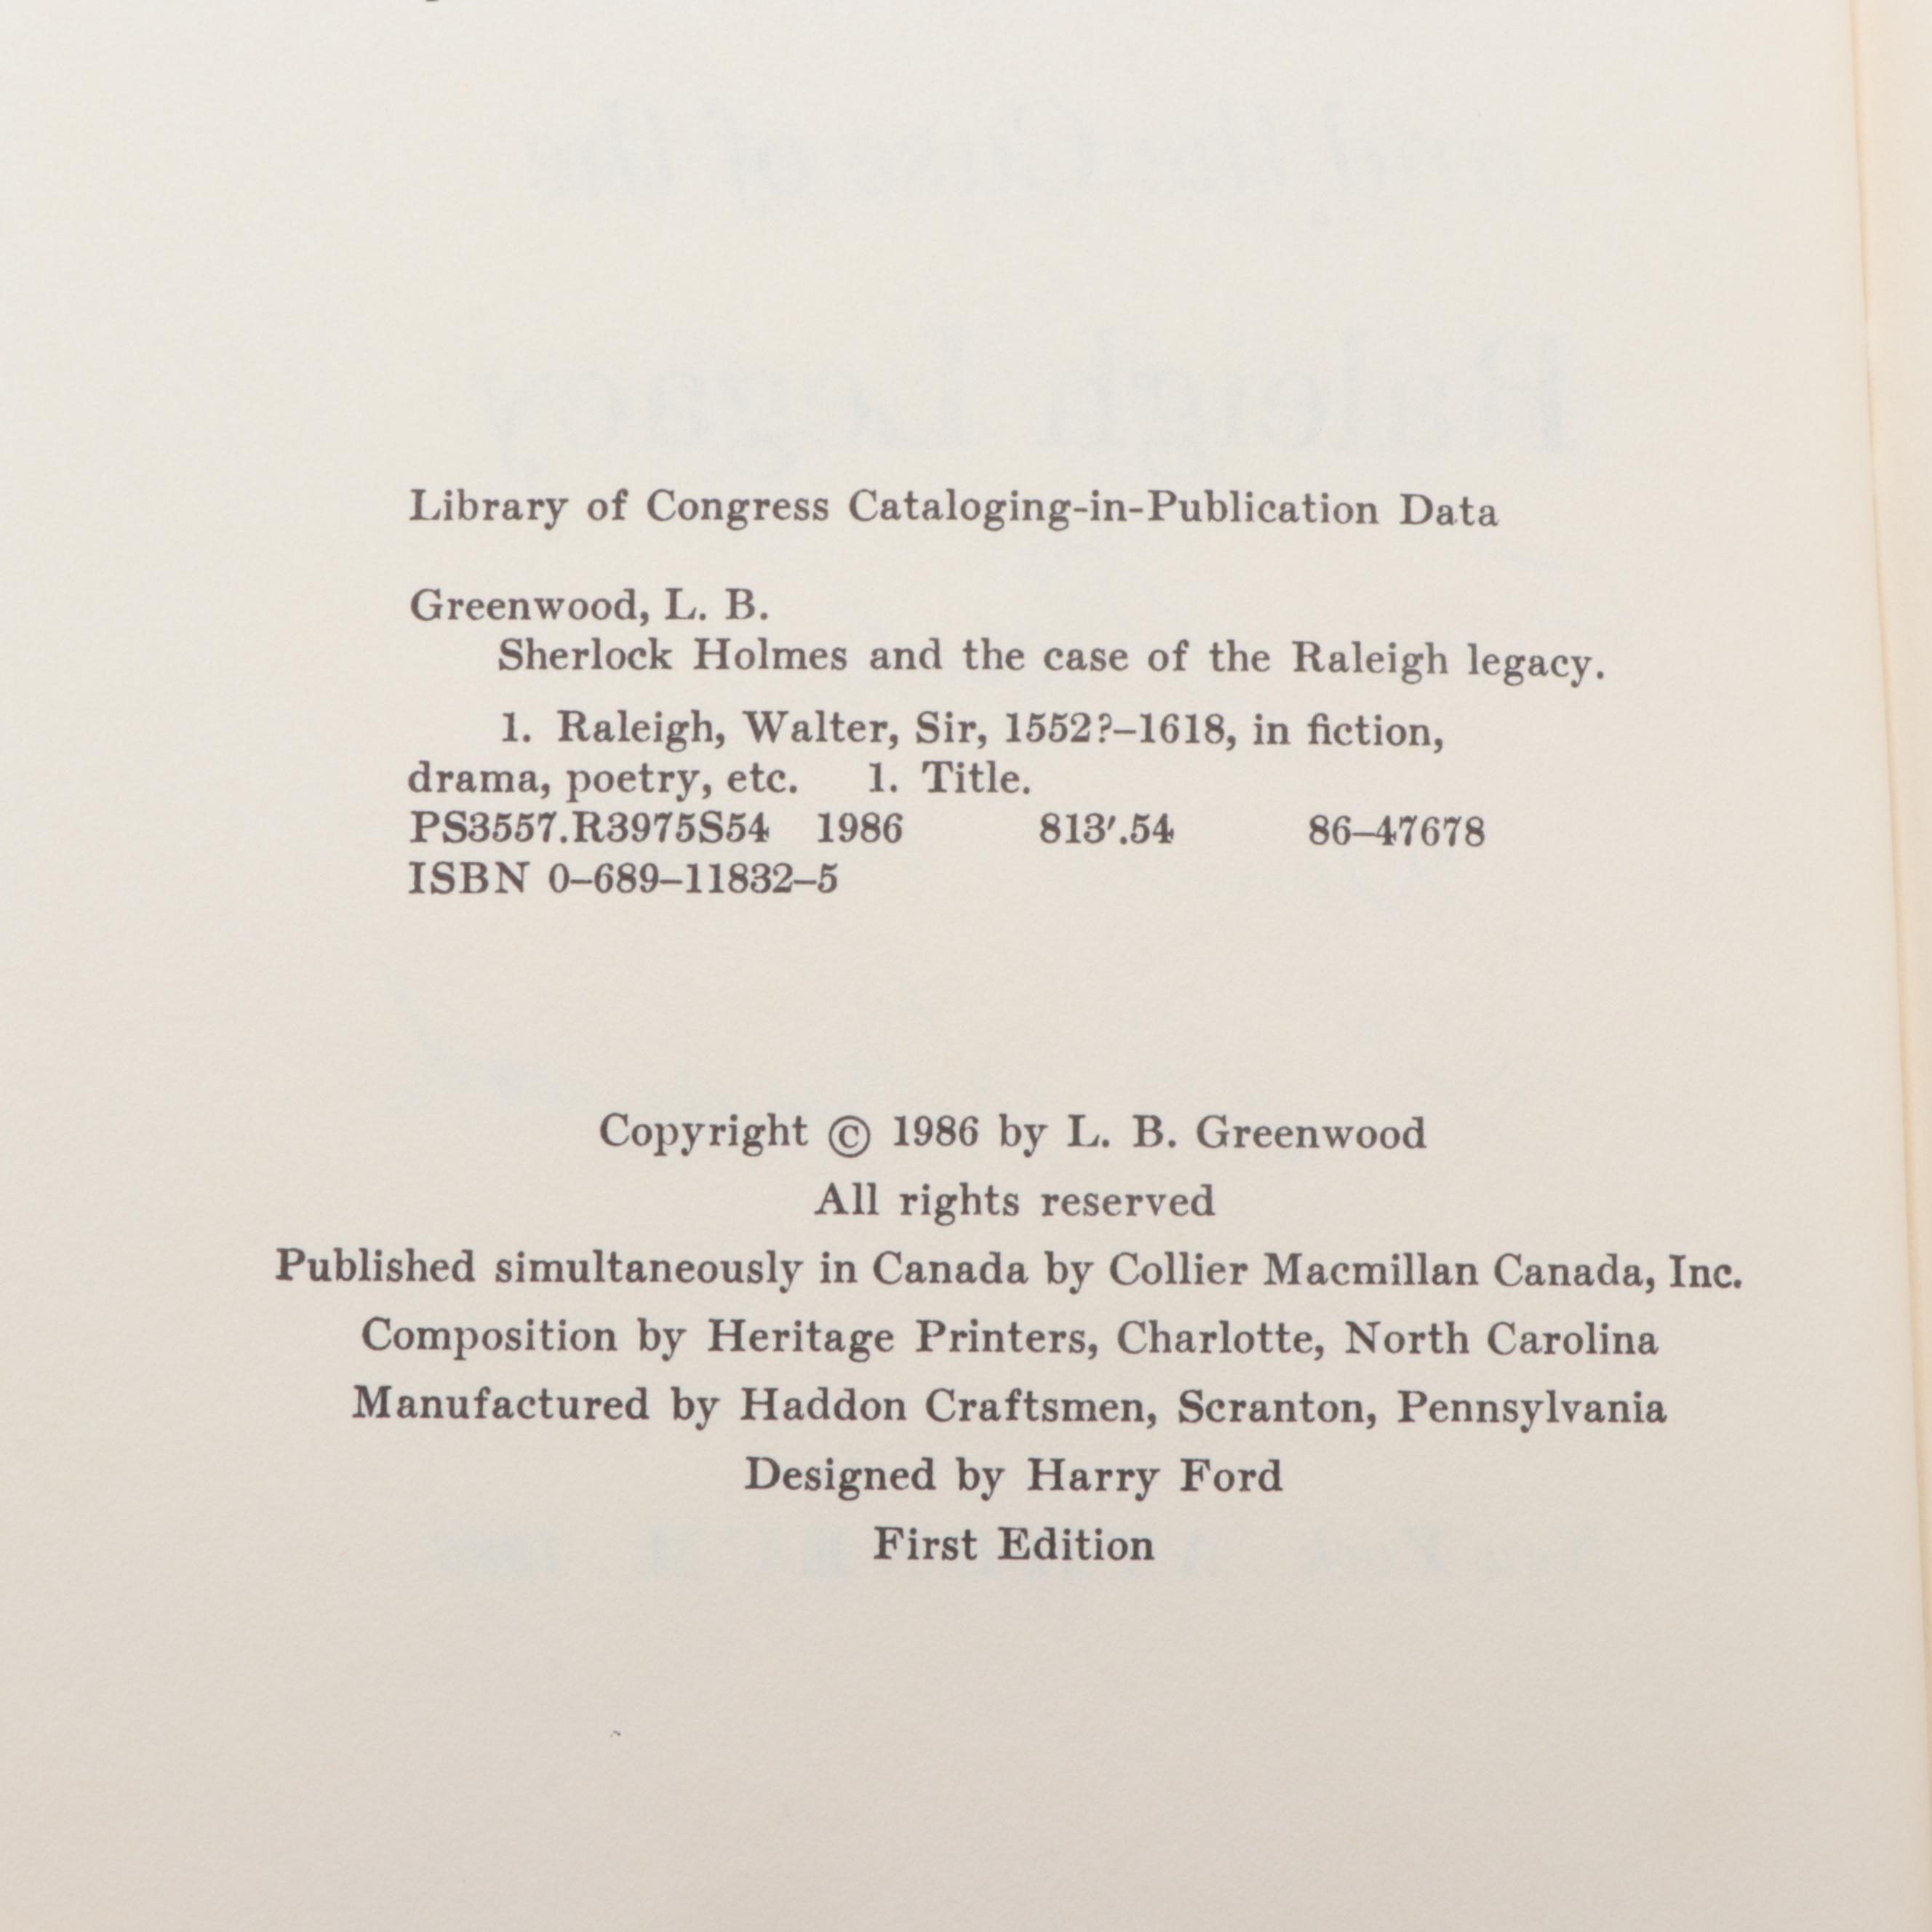 Library of Congress Cataloging-in-Publication Data
Greenwood, L. B.
Sherlock Holmes and the case of the Raleigh legacy.
1. Raleigh, Walter, Sir, 1552?–1618, in fiction,
drama, poetry, etc. 1. Title.
PS3557.R3975S54 1986 813′.54 86–47678
ISBN 0–689–11832–5
Copyright © 1986 by L. B. Greenwood
All rights reserved
Published simultaneously in Canada by Collier Macmillan Canada, Inc.
Composition by Heritage Printers, Charlotte, North Carolina
Manufactured by Haddon Craftsmen, Scranton, Pennsylvania
Designed by Harry Ford
First Edition